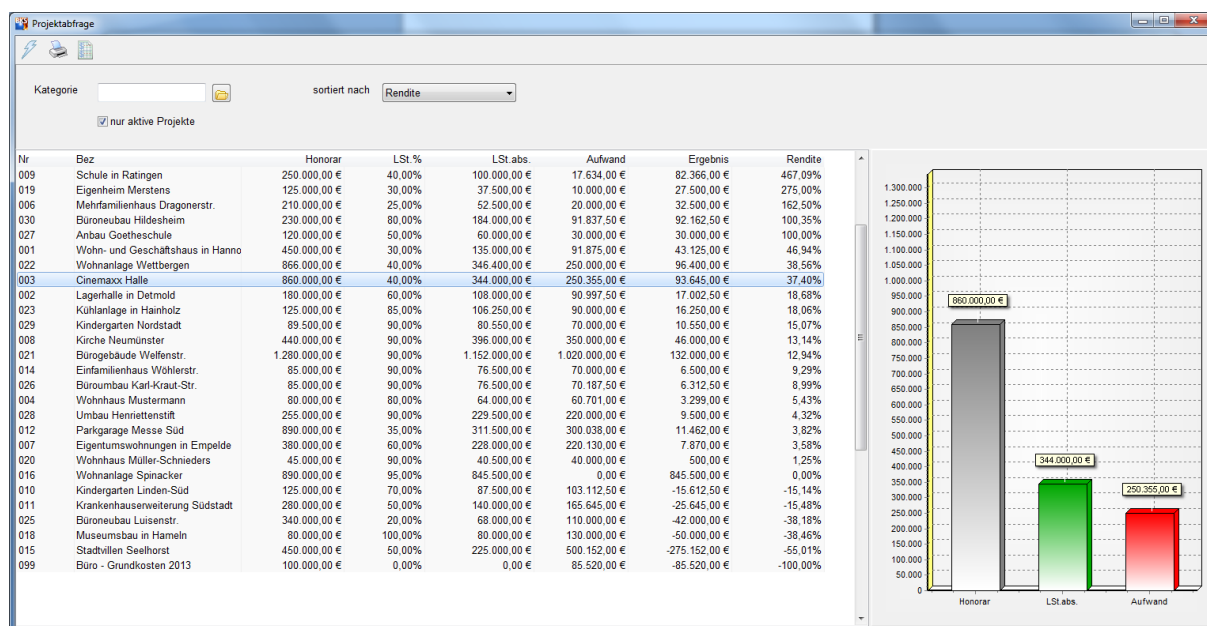 Projektabfrage
Kategorie sortiert nach Rendite
nur aktive Projekte
Nr Bez Honorar LSt.% LSt.abs. Aufwand Ergebnis Rendite
009 Schule in Ratingen 250.000,00 € 40,00% 100.000,00 € 17.634,00 € 82.366,00 € 467,09%
019 Eigenheim Merstens 125.000,00 € 30,00% 37.500,00 € 10.000,00 € 27.500,00 € 275,00%
006 Mehrfamilienhaus Dragonerstr. 210.000,00 € 25,00% 52.500,00 € 20.000,00 € 32.500,00 € 162,50%
030 Büroneubau Hildesheim 230.000,00 € 80,00% 184.000,00 € 91.837,50 € 92.162,50 € 100,35%
027 Anbau Goetheschule 120.000,00 € 50,00% 60.000,00 € 30.000,00 € 30.000,00 € 100,00%
001 Wohn- und Geschäftshaus in Hanno 450.000,00 € 30,00% 135.000,00 € 91.875,00 € 43.125,00 € 46,94%
022 Wohnanlage Wettbergen 866.000,00 € 40,00% 346.400,00 € 250.000,00 € 96.400,00 € 38,56%
003 Cinemaxx Halle 860.000,00 € 40,00% 344.000,00 € 250.355,00 € 93.645,00 € 37,40%
002 Lagerhalle in Detmold 180.000,00 € 60,00% 108.000,00 € 90.997,50 € 17.002,50 € 18,68%
023 Kühlanlage in Hainholz 125.000,00 € 85,00% 106.250,00 € 90.000,00 € 16.250,00 € 18,06%
029 Kindergarten Nordstadt 89.500,00 € 90,00% 80.550,00 € 70.000,00 € 10.550,00 € 15,07%
008 Kirche Neumünster 440.000,00 € 90,00% 396.000,00 € 350.000,00 € 46.000,00 € 13,14%
021 Bürogebäude Welfenstr. 1.280.000,00 € 90,00% 1.152.000,00 € 1.020.000,00 € 132.000,00 € 12,94%
014 Einfamilienhaus Wöhlerstr. 85.000,00 € 90,00% 76.500,00 € 70.000,00 € 6.500,00 € 9,29%
026 Büroumbau Karl-Kraut-Str. 85.000,00 € 90,00% 76.500,00 € 70.187,50 € 6.312,50 € 8,99%
004 Wohnhaus Mustermann 80.000,00 € 80,00% 64.000,00 € 60.701,00 € 3.299,00 € 5,43%
028 Umbau Henriettenstift 255.000,00 € 90,00% 229.500,00 € 220.000,00 € 9.500,00 € 4,32%
012 Parkgarage Messe Süd 890.000,00 € 35,00% 311.500,00 € 300.038,00 € 11.462,00 € 3,82%
007 Eigentumswohnungen in Empelde 380.000,00 € 60,00% 228.000,00 € 220.130,00 € 7.870,00 € 3,58%
020 Wohnhaus Müller-Schnieders 45.000,00 € 90,00% 40.500,00 € 40.000,00 € 500,00 € 1,25%
016 Wohnanlage Spinacker 890.000,00 € 95,00% 845.500,00 € 0,00 € 845.500,00 € 0,00%
010 Kindergarten Linden-Süd 125.000,00 € 70,00% 87.500,00 € 103.112,50 € -15.612,50 € -15,14%
011 Krankenhauserweiterung Südstadt 280.000,00 € 50,00% 140.000,00 € 165.645,00 € -25.645,00 € -15,48%
025 Büroneubau Luisenstr. 340.000,00 € 20,00% 68.000,00 € 110.000,00 € -42.000,00 € -38,18%
018 Museumsbau in Hameln 80.000,00 € 100,00% 80.000,00 € 130.000,00 € -50.000,00 € -38,46%
015 Stadtvillen Seelhorst 450.000,00 € 50,00% 225.000,00 € 500.152,00 € -275.152,00 € -55,01%
099 Büro - Grundkosten 2013 100.000,00 € 0,00% 0,00 € 85.520,00 € -85.520,00 € -100,00%
1.300.000
1.250.000
1.200.000
1.150.000
1.100.000
1.050.000
1.000.000
950.000
900.000
850.000
800.000
750.000
700.000
650.000
600.000
550.000
500.000
450.000
400.000
350.000
300.000
250.000
200.000
150.000
100.000
50.000
0
860.000,00 €
344.000,00 €
250.355,00 €
Honorar LSt.abs. Aufwand